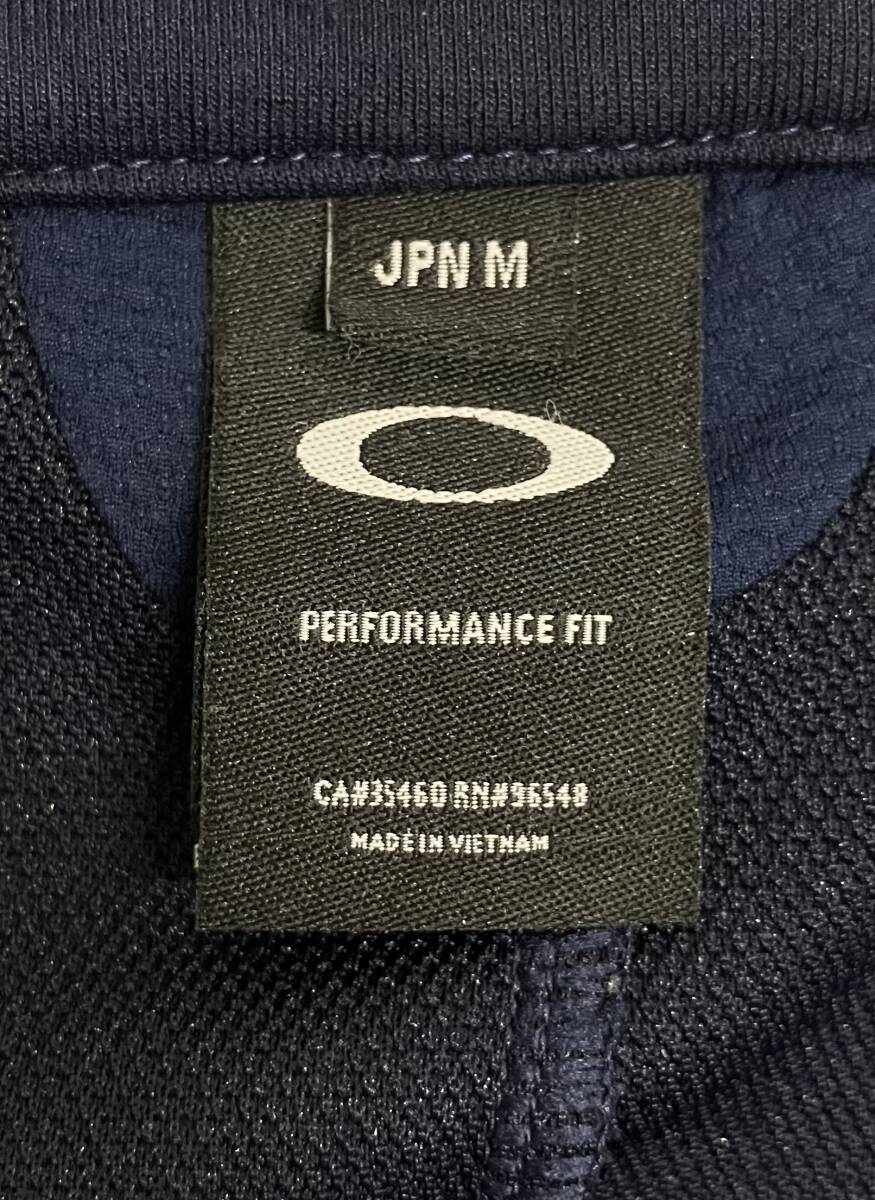 JPN M
PERFORMANCE FIT
CA#35460 RN#96548
MADE IN VIETNAM